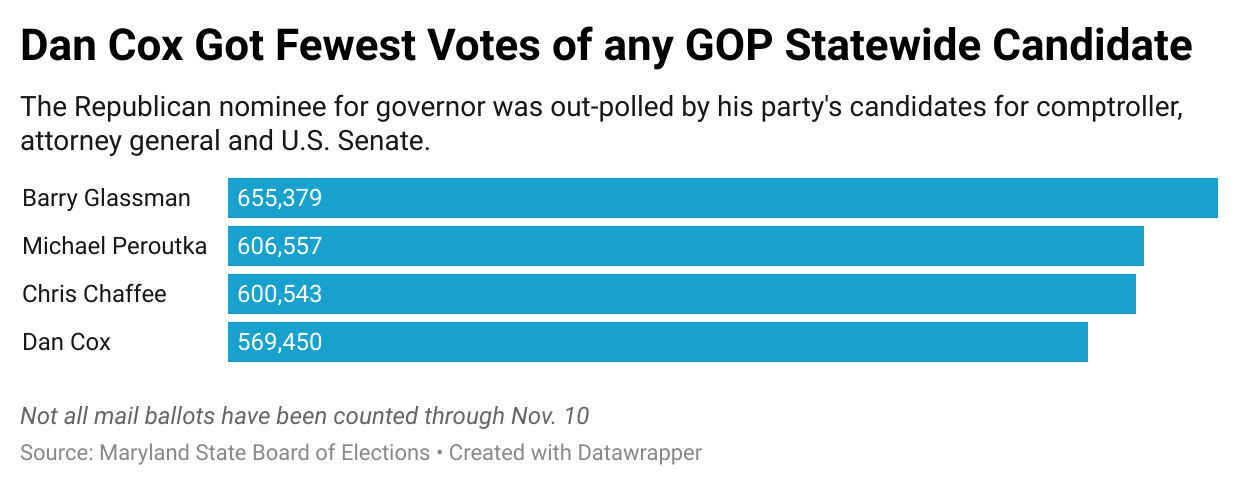 Dan Cox Got Fewest Votes of any GOP Statewide Candidate
The Republican nominee for governor was out-polled by his party's candidates for comptroller,
attorney general and U.S. Senate.
Barry Glassman 655,379
Michael Peroutka 606,557
Chris Chaffee 600,543
Dan Cox 569,450
Not all mail ballots have been counted through Nov. 10
Source: Maryland State Board of Elections • Created with Datawrapper